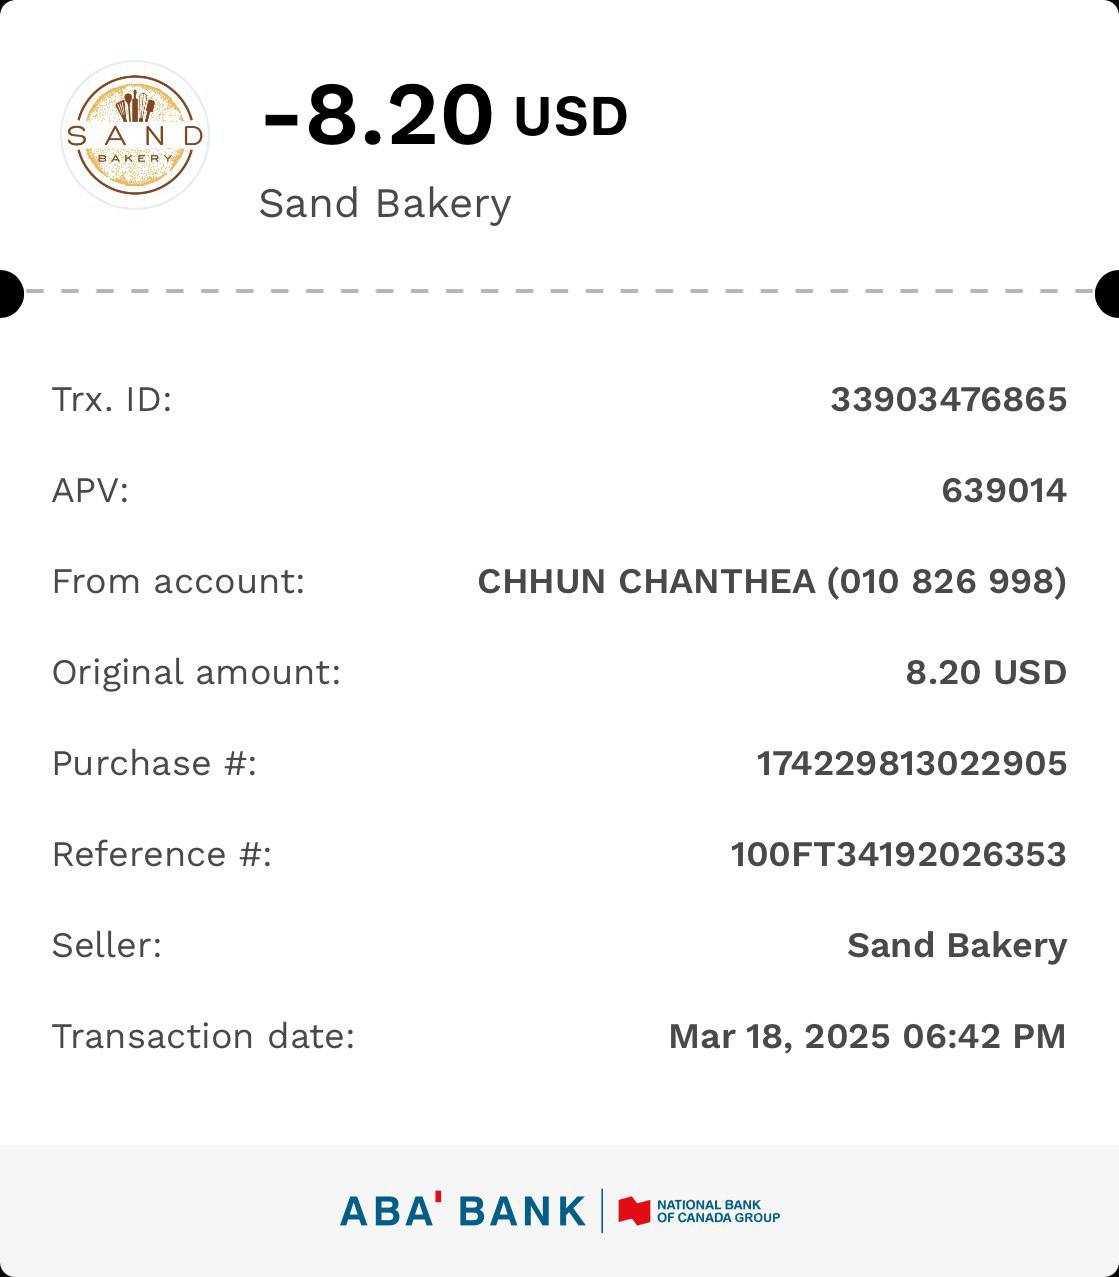 SAND
BAKERY
-8.20 USD
Sand Bakery
Trx. ID: 33903476865
APV: 639014
From account: CHHUN CHANTHEA (010 826 998)
Original amount: 8.20 USD
Purchase #: 174229813022905
Reference #: 100FT34192026353
Seller: Sand Bakery
Transaction date: Mar 18, 2025 06:42 PM
ABA' BANK
NATIONAL BANK
OF CANADA GROUP